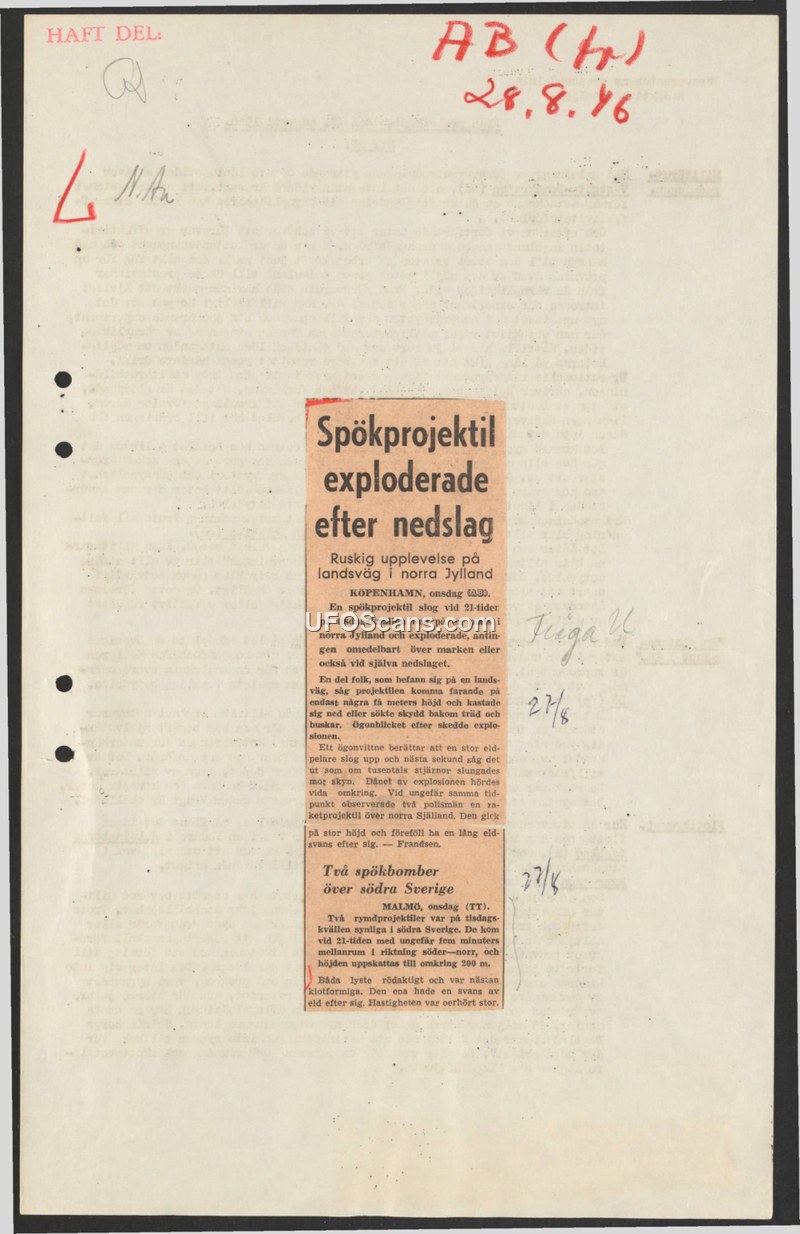 HAFT DEL:
AB (fr)
28.8.46
N. An
Spökprojektil
exploderade
efter nedslag
Ruskig upplevelse på
landsväg i norra Jylland
KÖPENHAMN, onsdag (AB).
En spökprojektil slog vid 21-tiden
på i
UFOScans.com
norra Jylland och exploderade, antin-
gen omedelbart över marken eller
också vid själva nedslaget.
En del folk, som befann sig på en lands-
väg, såg projektilen komma farande på
endast några få meters höjd och kastade
sig ned eller sökte skydd bakom träd och
buskar. Ögonblicket efter skedde explo-
sionen.
27/8
Ett ögonvittne berättar att en stor eld-
pelare slog upp och nästa sekund såg det
ut som om tusentals stjärnor slungades
mot skyn. Dånet av explosionen hördes
vida omkring. Vid ungefär samma tid-
punkt observerade två polismän en ra-
ketprojektil över norra Själland. Den gick
på stor höjd och föreföll ha en lång eld-
svans efter sig. — Frandsen.
Två spökbomber
över södra Sverige
27/8
MALMÖ, onsdag (TT).
Två rymdprojektiler var på tisdags-
kvällen synliga i södra Sverige. De kom
vid 21-tiden med ungefär fem minuters
mellanrum i riktning söder—norr, och
höjden uppskattas till omkring 200 m.
Båda lyste rödaktigt och var nästan
klotformiga. Den ena hade en svans av
eld efter sig. Hastigheten var oerhört stor.